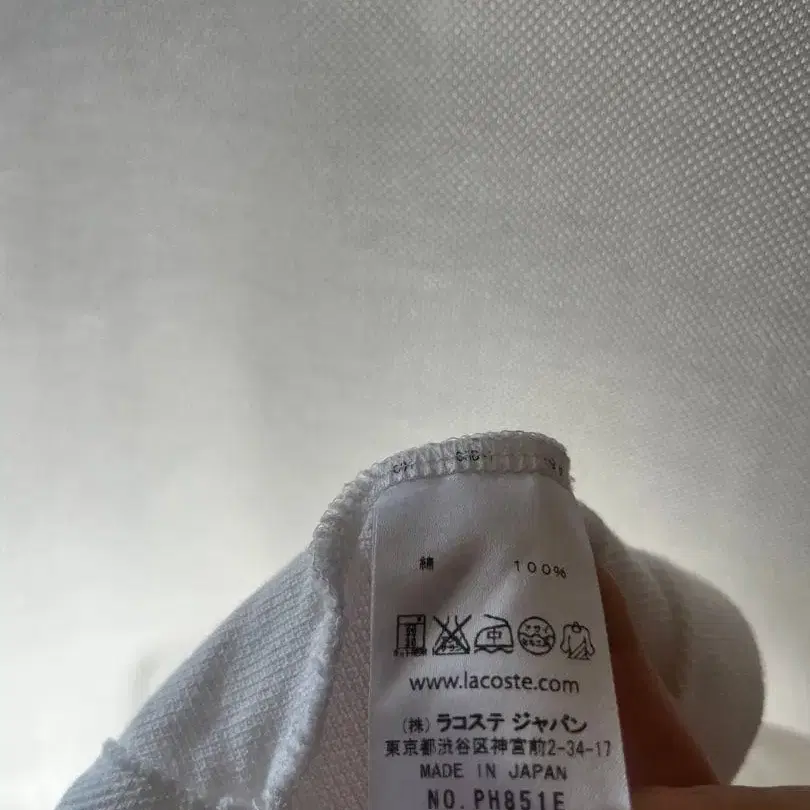 綿 100%
www.lacoste.com
(株) ラコステ ジャパン
東京都渋谷区神宮前2-34-17
MADE IN JAPAN
NO.PH851E